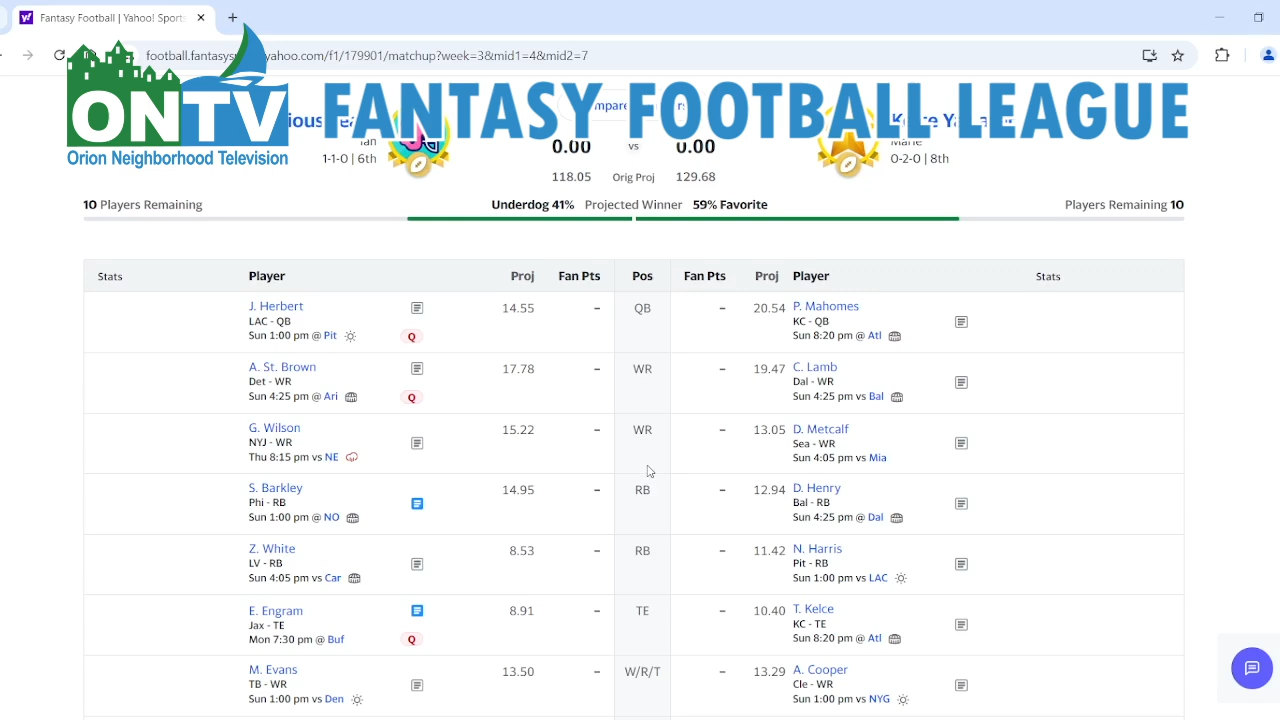 Fantasy Football | Yahoo! Sports
yahoo.com/f1/179901/matchup?week=3&mid1=4&mid2=7
ONTV
Orion Neighborhood Television
FANTASY FOOTBALL LEAGUE
1-1-0 | 6th
0.00 vs 0.00
0-2-0 | 8th
118.05 Orig Proj 129.68
10 Players Remaining
Underdog 41% Projected Winner 59% Favorite
Players Remaining 10
Stats Player Proj Fan Pts Pos Fan Pts Proj Player Stats
J. Herbert 14.55 – QB – 20.54 P. Mahomes
LAC - QB KC - QB
Sun 1:00 pm @ Pit Q Sun 8:20 pm @ Atl
A. St. Brown 17.78 – WR – 19.47 C. Lamb
Det - WR Dal - WR
Sun 4:25 pm @ Ari Q Sun 4:25 pm vs Bal
G. Wilson 15.22 – WR – 13.05 D. Metcalf
NYJ - WR Sea - WR
Thu 8:15 pm vs NE Sun 4:05 pm vs Mia
S. Barkley 14.95 – RB – 12.94 D. Henry
Phi - RB Bal - RB
Sun 1:00 pm @ NO Sun 4:25 pm @ Dal
Z. White 8.53 – RB – 11.42 N. Harris
LV - RB Pit - RB
Sun 4:05 pm vs Car Sun 1:00 pm vs LAC
E. Engram 8.91 – TE – 10.40 T. Kelce
Jax - TE KC - TE
Mon 7:30 pm @ Buf Q Sun 8:20 pm @ Atl
M. Evans 13.50 – W/R/T – 13.29 A. Cooper
TB - WR Cle - WR
Sun 1:00 pm vs Den Sun 1:00 pm vs NYG